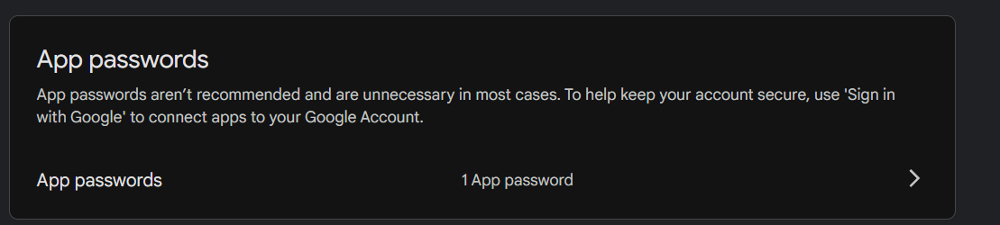 App passwords
App passwords aren’t recommended and are unnecessary in most cases. To help keep your account secure, use 'Sign in
with Google' to connect apps to your Google Account.
App passwords 1 App password